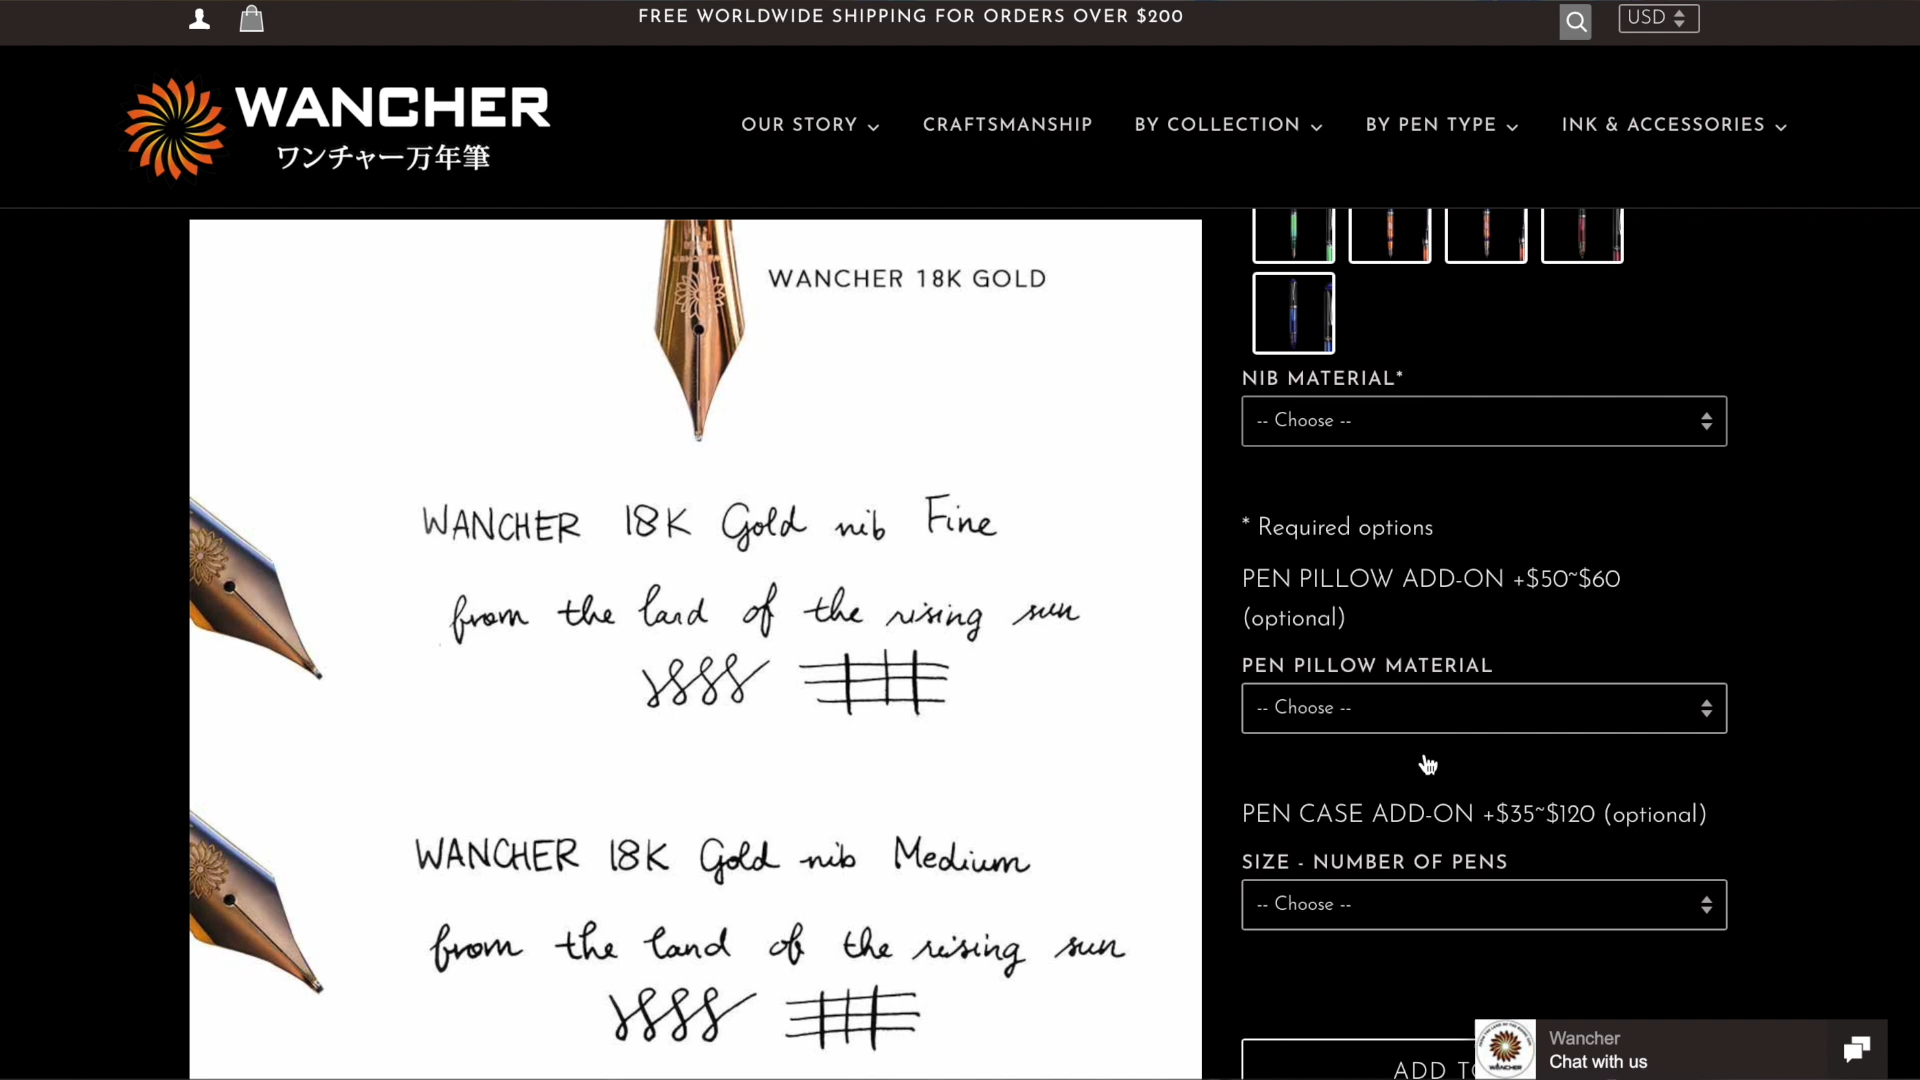 FREE WORLDWIDE SHIPPING FOR ORDERS OVER $200
USD
WANCHER
ワンチャー万年筆
OUR STORY
CRAFTSMANSHIP
BY COLLECTION
BY PEN TYPE
INK & ACCESSORIES
WANCHER 18K GOLD
WANCHER 18K Gold nib Fine
from the land of the rising sun
WANCHER 18K Gold nib Medium
from the land of the rising sun
NIB MATERIAL*
-- Choose --
* Required options
PEN PILLOW ADD-ON +$50~$60
(optional)
PEN PILLOW MATERIAL
-- Choose --
PEN CASE ADD-ON +$35~$120 (optional)
SIZE - NUMBER OF PENS
-- Choose --
ADD TO
Wancher
Chat with us
WANCHER